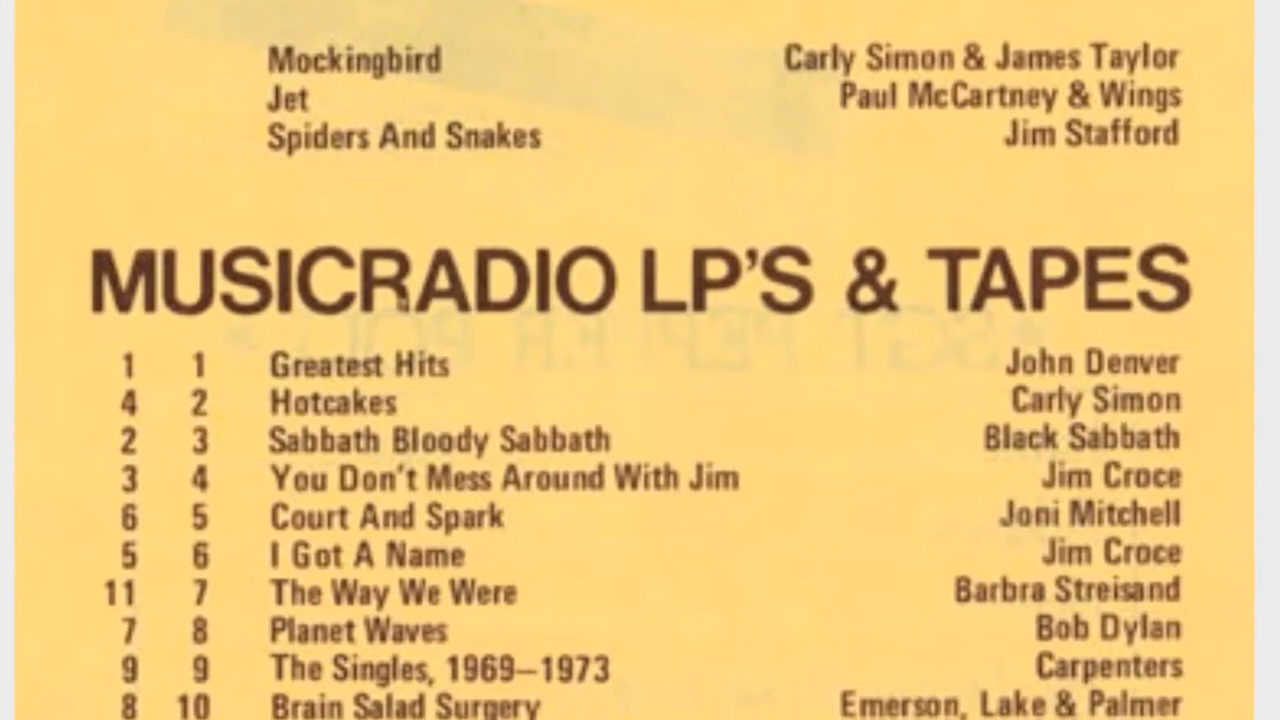 Mockingbird Carly Simon & James Taylor
Jet Paul McCartney & Wings
Spiders And Snakes Jim Stafford
MUSICRADIO LP'S & TAPES
1 1 Greatest Hits John Denver
4 2 Hotcakes Carly Simon
2 3 Sabbath Bloody Sabbath Black Sabbath
3 4 You Don't Mess Around With Jim Jim Croce
6 5 Court And Spark Joni Mitchell
5 6 I Got A Name Jim Croce
11 7 The Way We Were Barbra Streisand
7 8 Planet Waves Bob Dylan
9 9 The Singles, 1969–1973 Carpenters
8 10 Brain Salad Surgery Emerson, Lake & Palmer